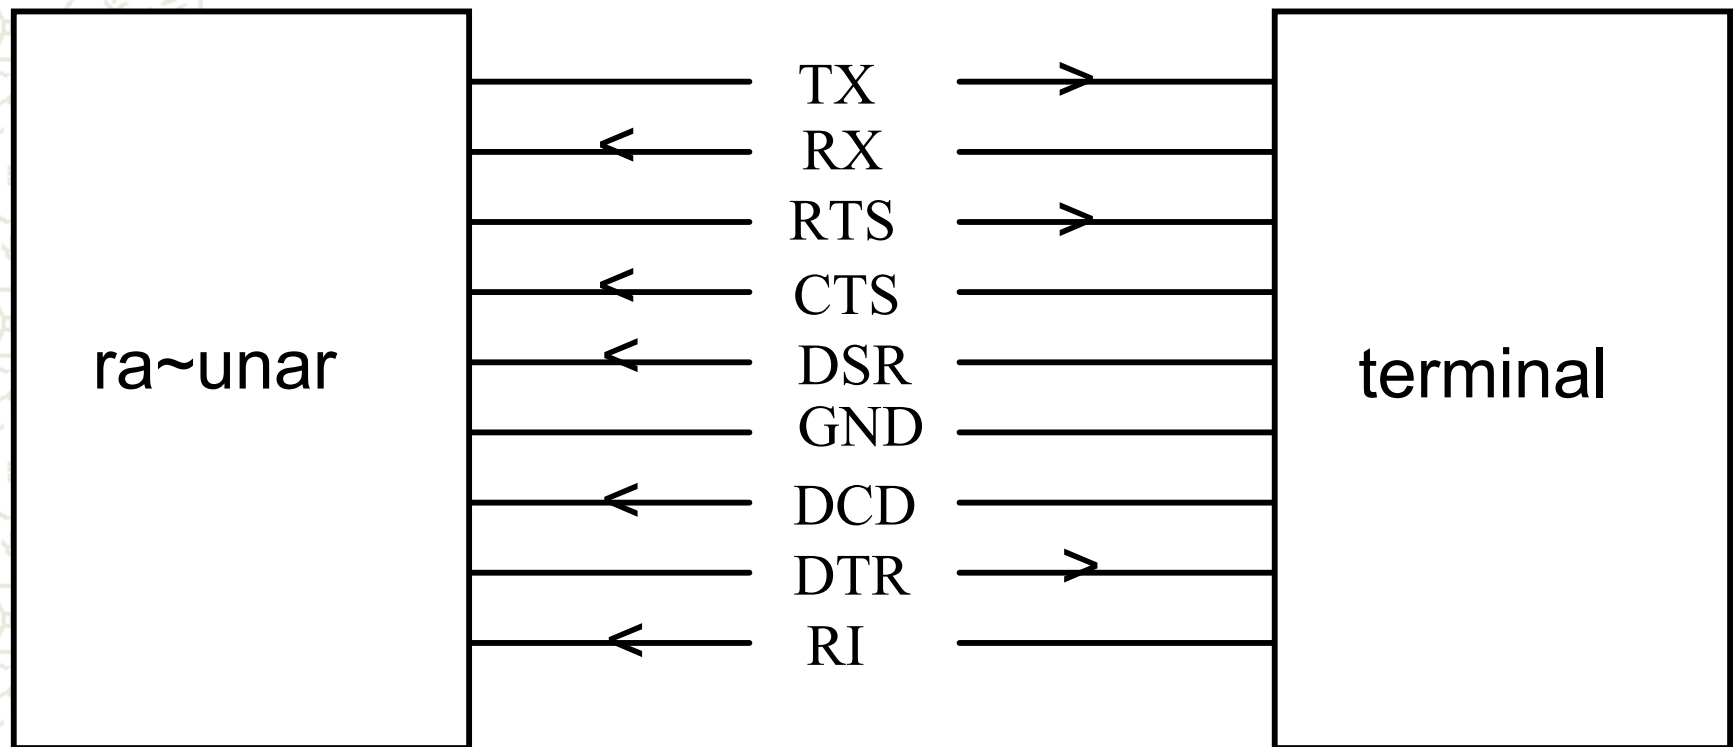 TX
RX
RTS
CTS
DSR
GND
DCD
DTR
RI
ra~unar
terminal